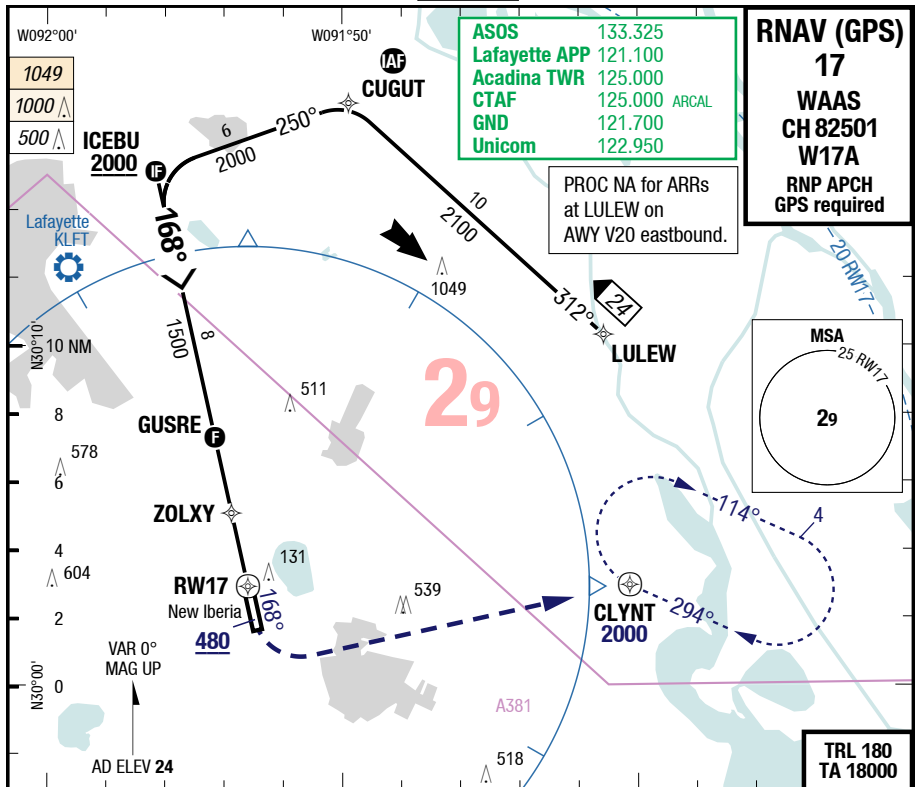 W092°00'
W091°50'
1049
1000
500
ICEBU
2000
IF
IAF
CUGUT
6
250°
2000
168°
10
2100
312°
24
LULEW
ASOS 133.325
Lafayette APP 121.100
Acadina TWR 125.000
CTAF 125.000 ARCAL
GND 121.700
Unicom 122.950
RNAV (GPS)
17
WAAS
CH 82501
W17A
RNP APCH
GPS required
PROC NA for ARRs
at LULEW on
AWY V20 eastbound.
20 RW17
Lafayette
KLFT
1049
N30°10'
10 NM
8
6
4
2
0
N30°00'
8
1500
511
29
MSA
25 RW17
29
GUSRE
F
578
ZOLXY
604
RW17
131
New Iberia
168°
480
539
114°
4
CLYNT
2000
294°
VAR 0°
MAG UP
A381
518
AD ELEV 24
TRL 180
TA 18000